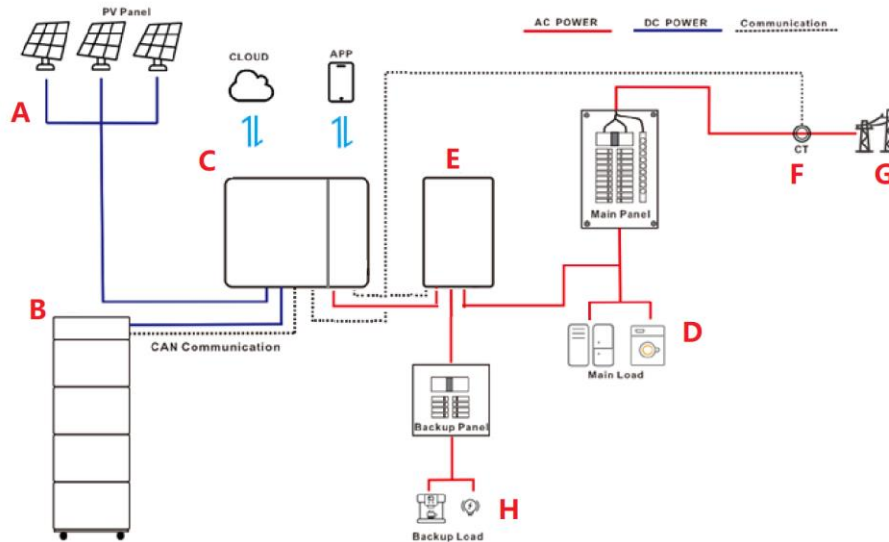 PV Panel
AC POWER
DC POWER
Communication
CLOUD
APP
A
C
E
CT
F
G
Main Panel
B
CAN Communication
D
Main Load
Backup Panel
H
Backup Load